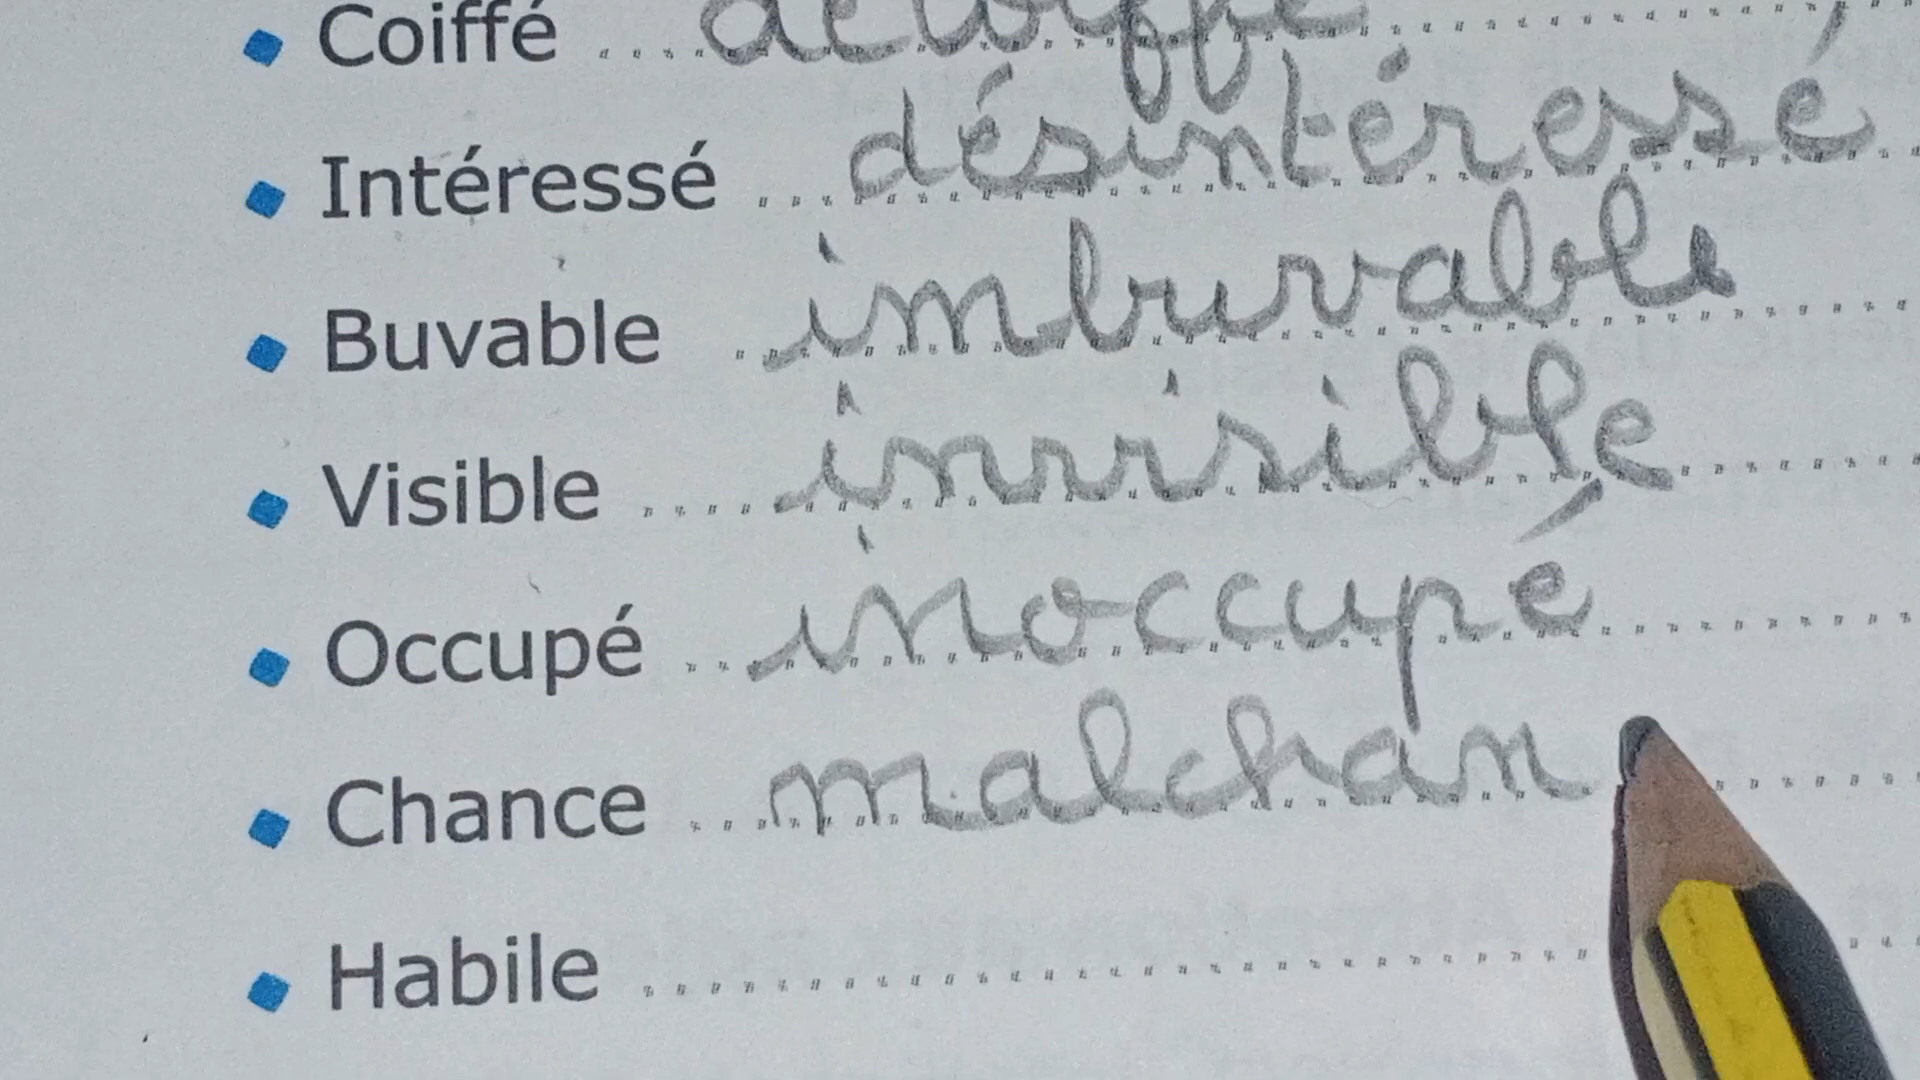 Coiffé décoiffé
Intéressé désintéressé
Buvable imbuvable
Visible invisible
Occupé inoccupé
Chance malchan
Habile